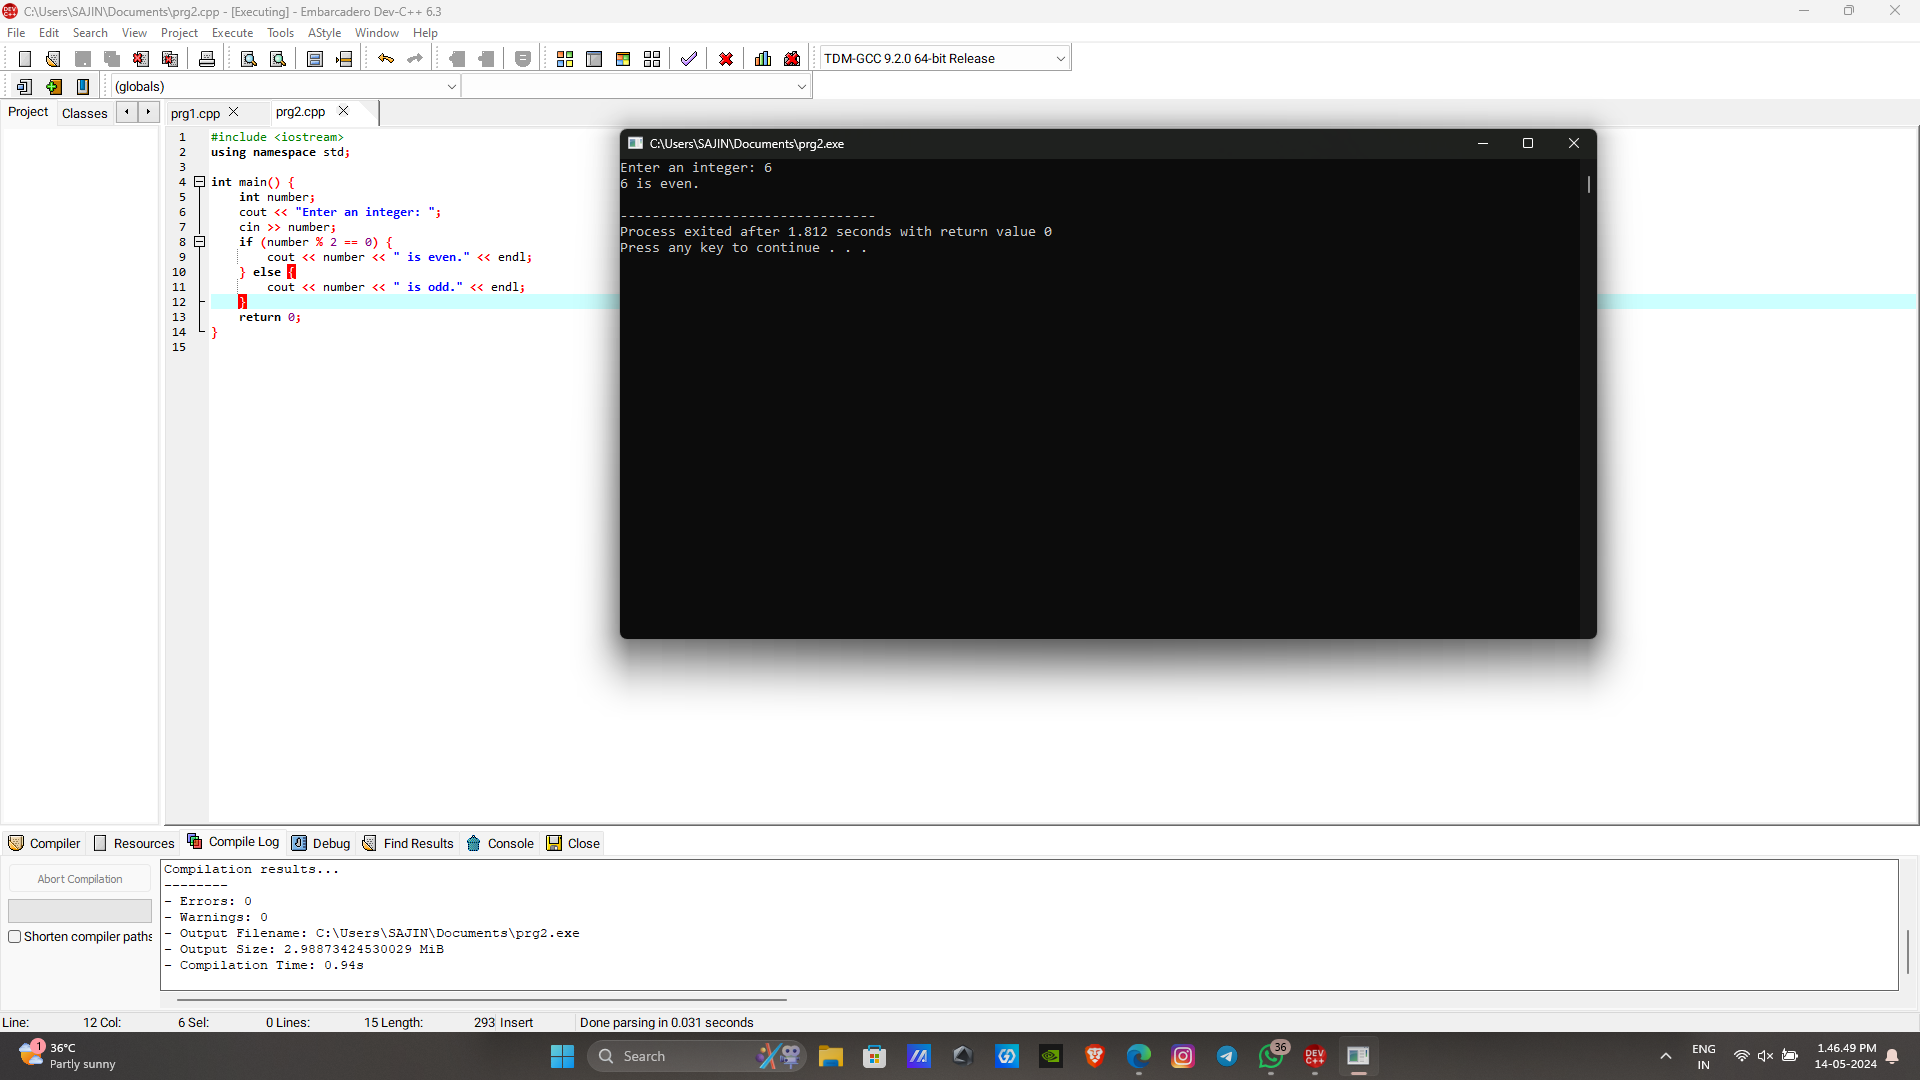 C:\Users\SAJIN\Documents\prg2.cpp - [Executing] - Embarcadero Dev-C++ 6.3
File Edit Search View Project Execute Tools AStyle Window Help
TDM-GCC 9.2.0 64-bit Release
(globals)
Project Classes prg1.cpp prg2.cpp
1 #include <iostream>
2 using namespace std;
3
4 int main() {
5 int number;
6 cout << "Enter an integer: ";
7 cin >> number;
8 if (number % 2 == 0) {
9 cout << number << " is even." << endl;
10 } else {
11 cout << number << " is odd." << endl;
12 }
13 return 0;
14 }
15
C:\Users\SAJIN\Documents\prg2.exe
Enter an integer: 6
6 is even.
--------------------------------
Process exited after 1.812 seconds with return value 0
Press any key to continue . . .
Compiler Resources Compile Log Debug Find Results Console Close
Abort Compilation
Shorten compiler paths
Compilation results...
--------
- Errors: 0
- Warnings: 0
- Output Filename: C:\Users\SAJIN\Documents\prg2.exe
- Output Size: 2.98873424530029 MiB
- Compilation Time: 0.94s
Line: 12 Col: 6 Sel: 0 Lines: 15 Length: 293 Insert Done parsing in 0.031 seconds
1
36°C
Partly sunny
Search
DEV C++
36
ENG
IN
1.46.49 PM
14-05-2024